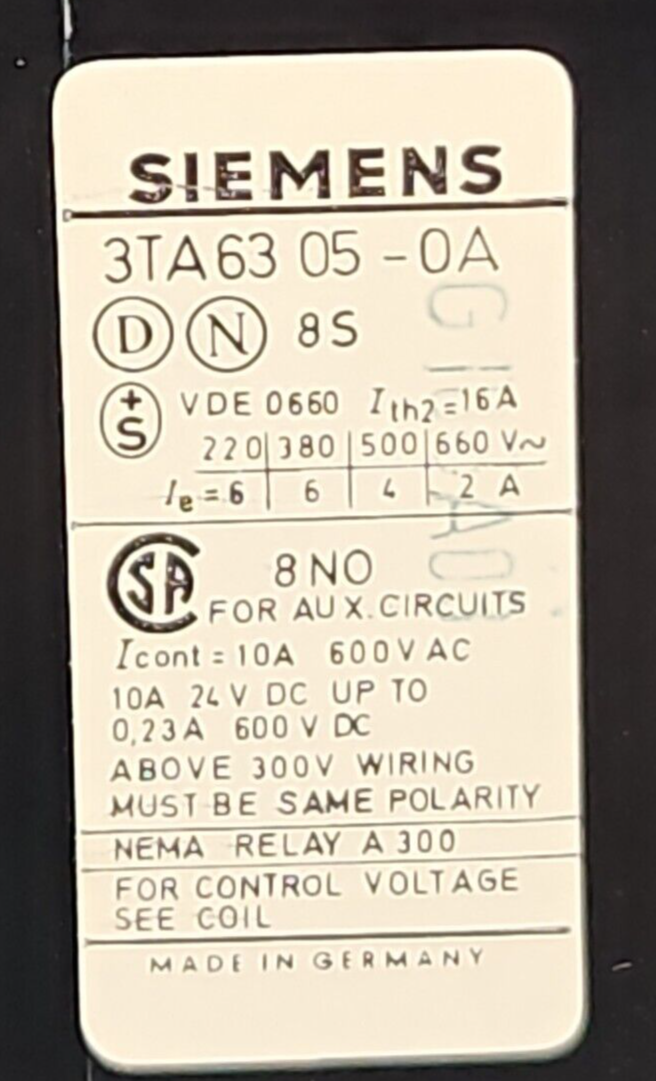 SIEMENS
3TA63 05-0A
D N 8S
+S VDE 0660 Ith2=16A
220 380 500 660 V~
Ie=6 6 4 2 A
SA 8NO
FOR AUX.CIRCUITS
Icont=10A 600VAC
10A 24V DC UP TO
0,23A 600 V DC
ABOVE 300V WIRING
MUST BE SAME POLARITY
NEMA RELAY A 300
FOR CONTROL VOLTAGE
SEE COIL
MADE IN GERMANY